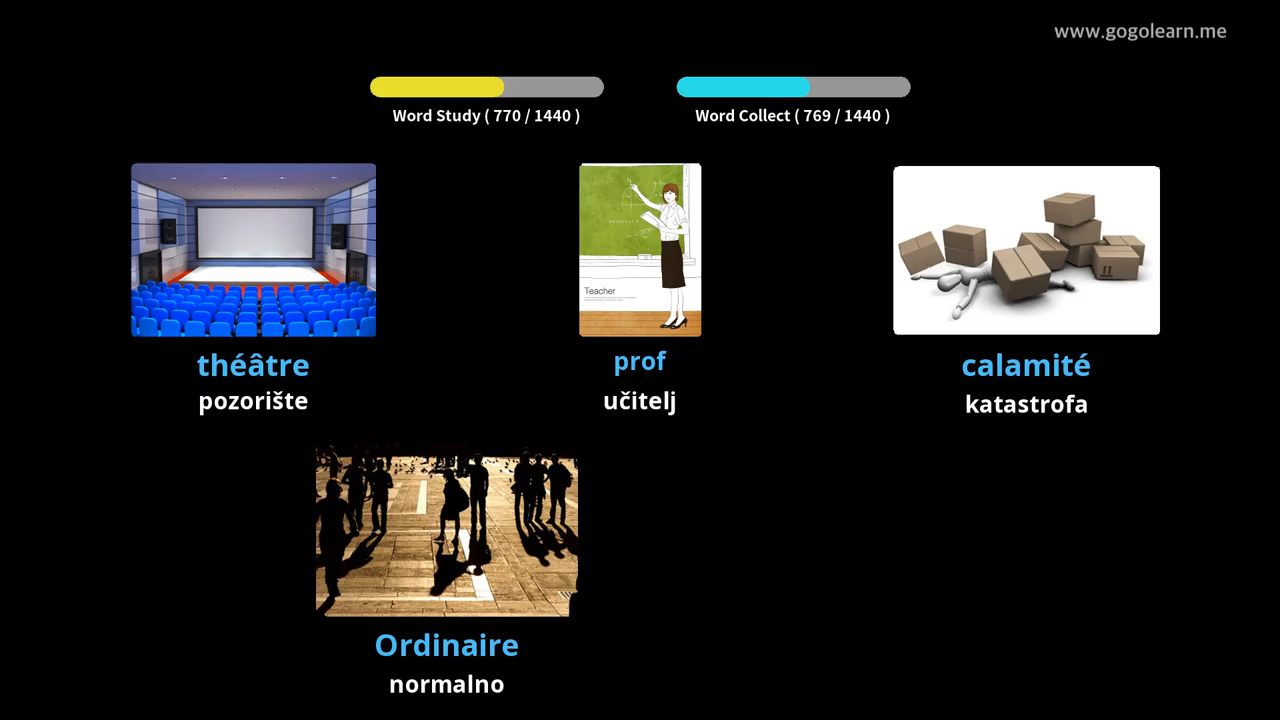 www.gogolearn.me
Word Study ( 770 / 1440 )
Word Collect ( 769 / 1440 )
Teacher
théâtre
prof
calamité
pozorište
učitelj
katastrofa
Ordinaire
normalno